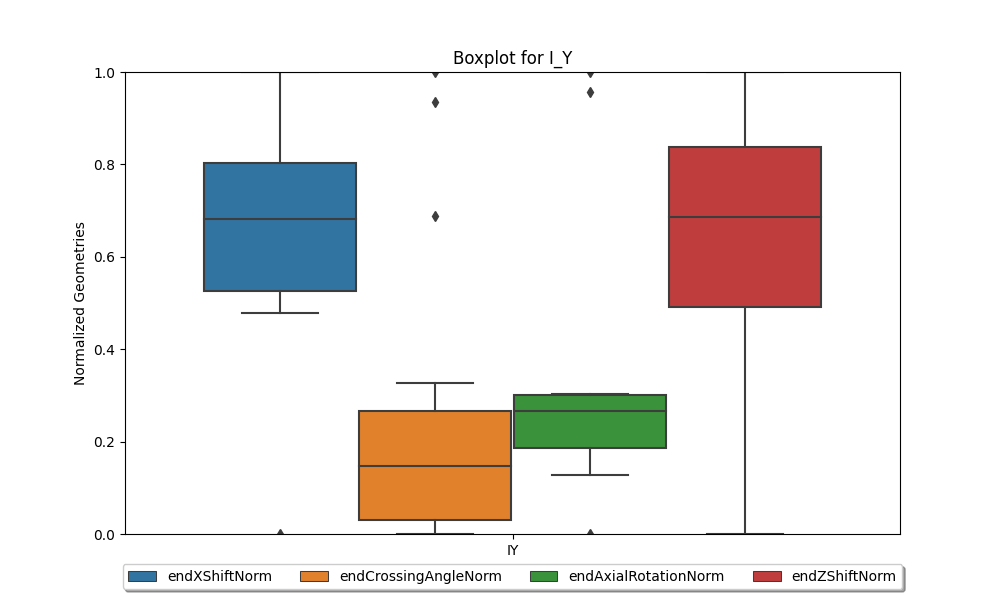 Boxplot for I_Y
1.0
0.8
0.6
0.4
0.2
0.0
Normalized Geometries
IY
endXShiftNorm endCrossingAngleNorm endAxialRotationNorm endZShiftNorm